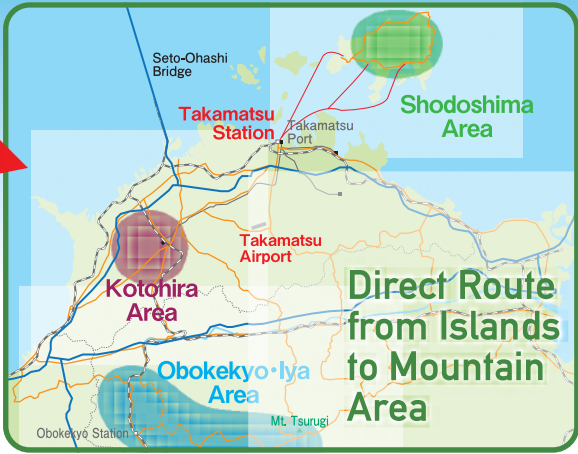 Seto-Ohashi
Bridge
Takamatsu
Station
Takamatsu
Port
Shodoshima
Area
Takamatsu
Airport
Kotohira
Area
Direct Route
from Islands
to Mountain
Area
Obokekyo・Iya
Area
Mt. Tsurugi
Obokekyo Station